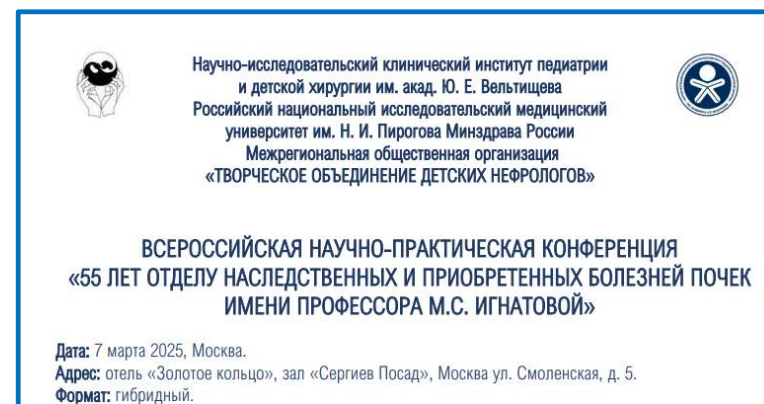 Научно-исследовательский клинический институт педиатрии
и детской хирургии им. акад. Ю. Е. Вельтищева
Российский национальный исследовательский медицинский
университет им. Н. И. Пирогова Минздрава России
Межрегиональная общественная организация
«ТВОРЧЕСКОЕ ОБЪЕДИНЕНИЕ ДЕТСКИХ НЕФРОЛОГОВ»
ВСЕРОССИЙСКАЯ НАУЧНО-ПРАКТИЧЕСКАЯ КОНФЕРЕНЦИЯ
«55 ЛЕТ ОТДЕЛУ НАСЛЕДСТВЕННЫХ И ПРИОБРЕТЕННЫХ БОЛЕЗНЕЙ ПОЧЕК
ИМЕНИ ПРОФЕССОРА М.С. ИГНАТОВОЙ»
Дата: 7 марта 2025, Москва.
Адрес: отель «Золотое кольцо», зал «Сергиев Посад», Москва ул. Смоленская, д. 5.
Формат: гибридный.